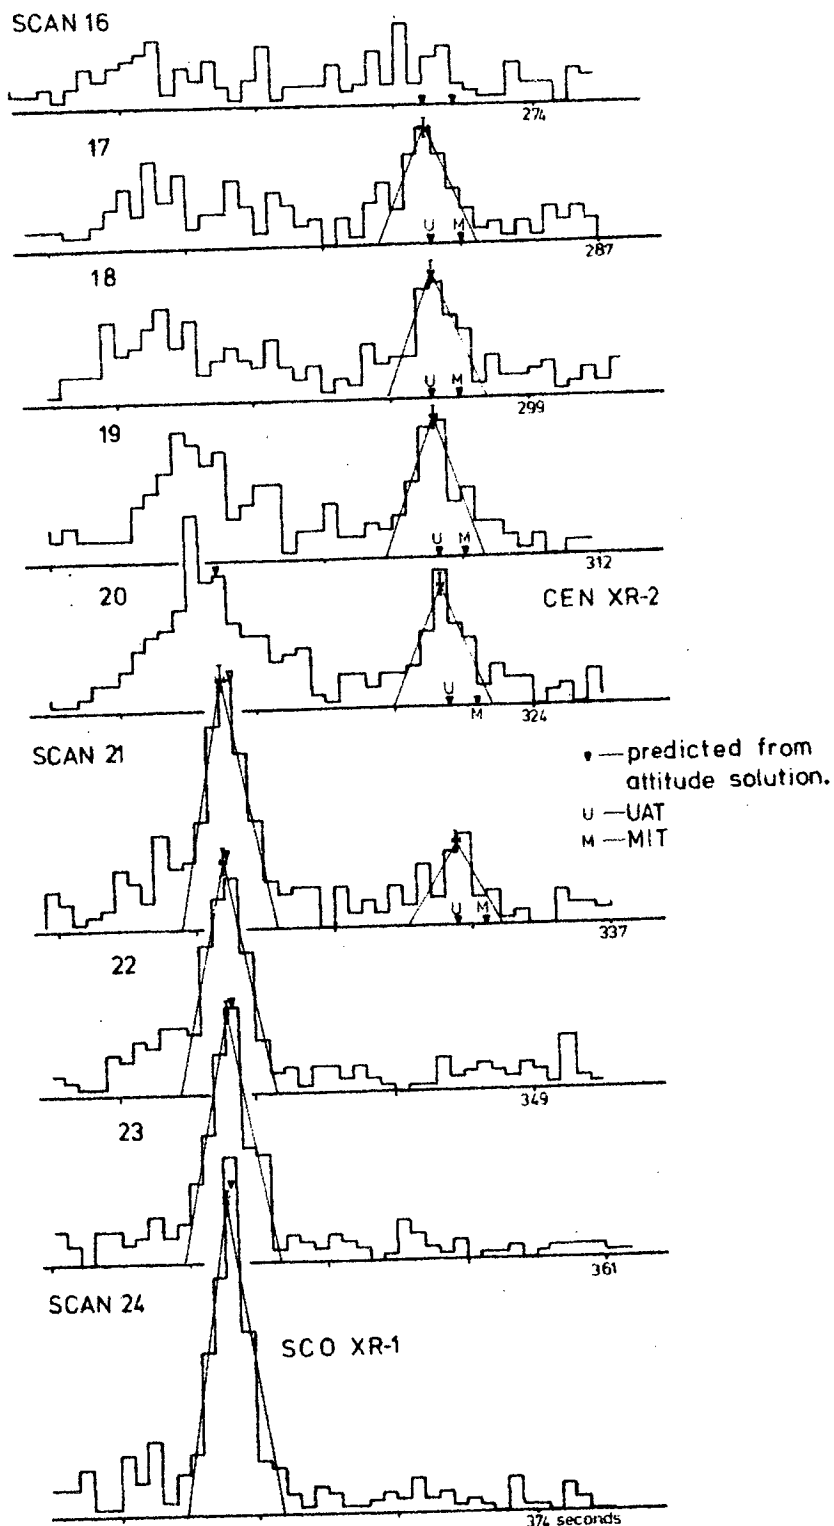 SCAN 16
274
17
U M
287
18
U M
299
19
U M
312
20
CEN XR-2
U
M
324
SCAN 21
predicted from
attitude solution.
U — UAT
M — MIT
U M
337
22
349
23
361
SCAN 24
SCO XR-1
374 seconds